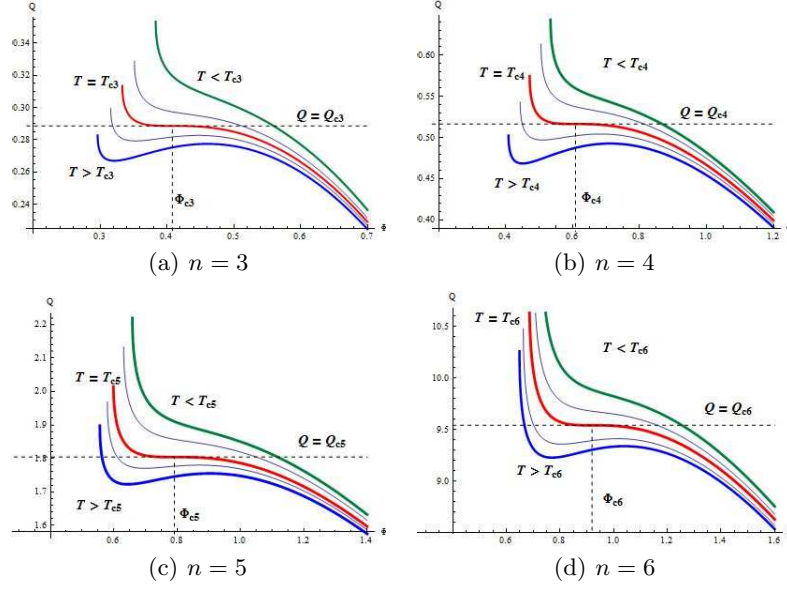 Q
0.34
0.32
0.30
0.28
0.26
0.24
T < Tc3
T = Tc3
Q = Qc3
T > Tc3
Φc3
0.3 0.4 0.5 0.6 0.7
(a) n = 3
Q
0.60
0.55
0.50
0.45
0.40
T < Tc4
T = Tc4
Q = Qc4
T > Tc4
Φc4
0.4 0.6 0.8 1.0 1.2
(b) n = 4
Q
2.2
2.1
2.0
1.9
1.8
1.7
1.6
T = Tc5
T < Tc5
Q = Qc5
T > Tc5
Φc5
0.6 0.8 1.0 1.2 1.4
(c) n = 5
Q
10.5
10.0
9.5
9.0
T = Tc6
T < Tc6
Q = Qc6
T > Tc6
Φc6
0.6 0.8 1.0 1.2 1.4 1.6
(d) n = 6